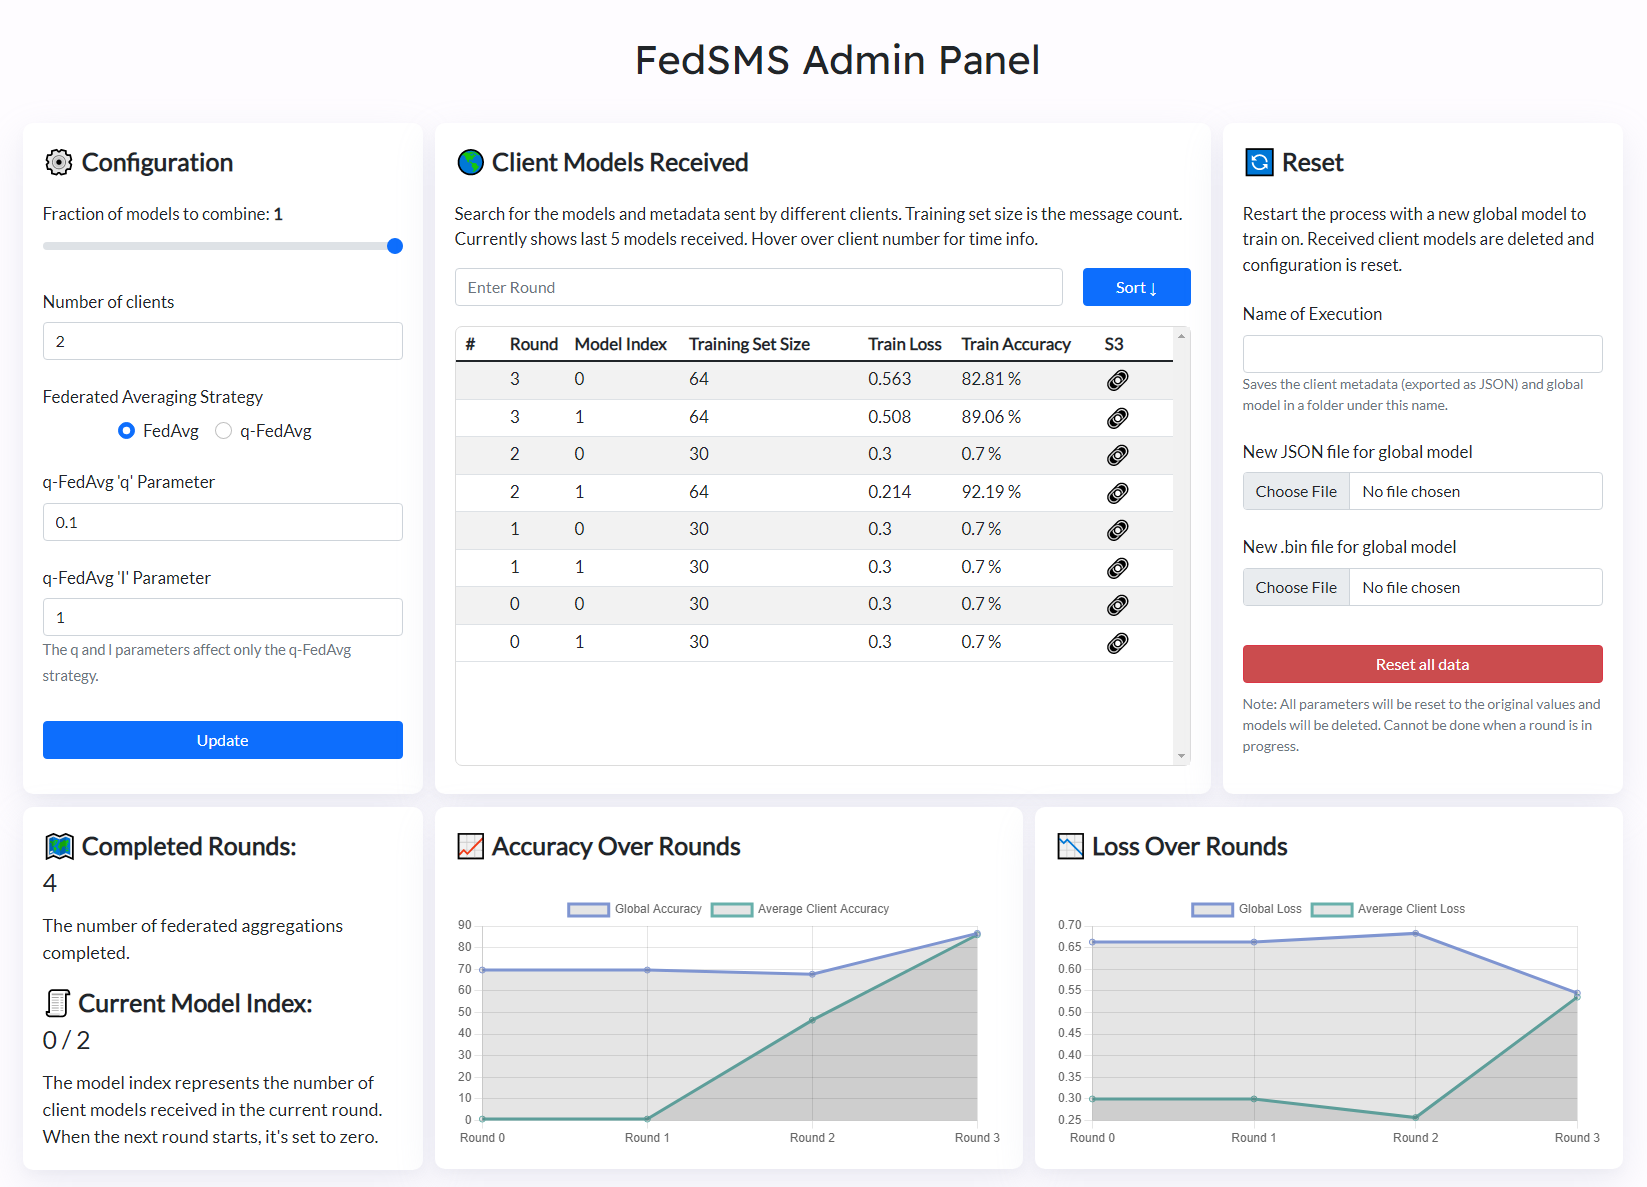 FedSMS Admin Panel
Configuration
Fraction of models to combine: 1
Number of clients
2
Federated Averaging Strategy
FedAvg q-FedAvg
q-FedAvg 'q' Parameter
0.1
q-FedAvg 'l' Parameter
1
The q and l parameters affect only the q-FedAvg
strategy.
Update
Client Models Received
Search for the models and metadata sent by different clients. Training set size is the message count.
Currently shows last 5 models received. Hover over client number for time info.
Enter Round
Sort ↓
# Round Model Index Training Set Size Train Loss Train Accuracy S3
3 0 64 0.563 82.81 %
3 1 64 0.508 89.06 %
2 0 30 0.3 0.7 %
2 1 64 0.214 92.19 %
1 0 30 0.3 0.7 %
1 1 30 0.3 0.7 %
0 0 30 0.3 0.7 %
0 1 30 0.3 0.7 %
Reset
Restart the process with a new global model to
train on. Received client models are deleted and
configuration is reset.
Name of Execution
Saves the client metadata (exported as JSON) and global
model in a folder under this name.
New JSON file for global model
Choose File No file chosen
New .bin file for global model
Choose File No file chosen
Reset all data
Note: All parameters will be reset to the original values and
models will be deleted. Cannot be done when a round is in
progress.
Completed Rounds:
4
The number of federated aggregations
completed.
Current Model Index:
0 / 2
The model index represents the number of
client models received in the current round.
When the next round starts, it's set to zero.
Accuracy Over Rounds
Global Accuracy Average Client Accuracy
90
80
70
60
50
40
30
20
10
0
Round 0 Round 1 Round 2 Round 3
Loss Over Rounds
Global Loss Average Client Loss
0.70
0.65
0.60
0.55
0.50
0.45
0.40
0.35
0.30
0.25
Round 0 Round 1 Round 2 Round 3